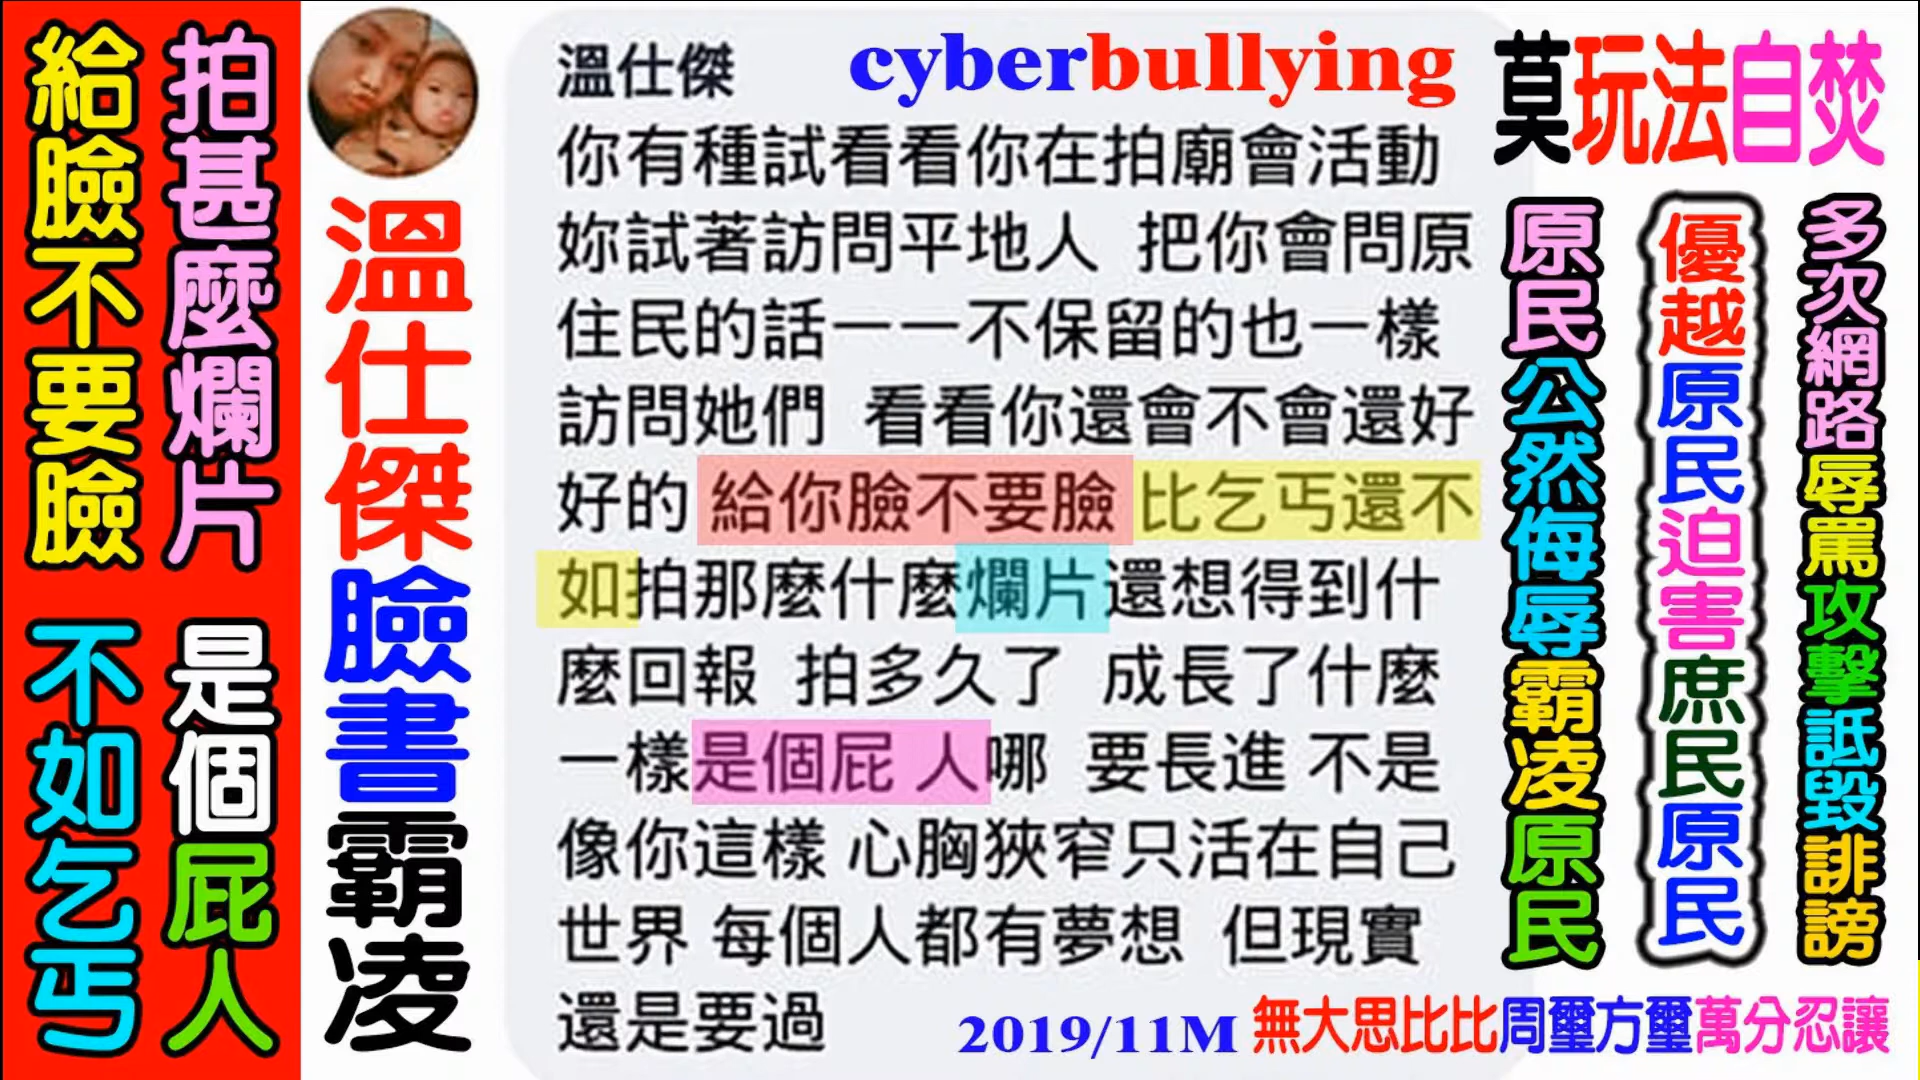 給臉不要臉 不如乞丐
拍甚麼爛片 是個屁人
溫仕傑臉書霸凌
溫仕傑
cyberbullying
你有種試看看你在拍廟會活動
妳試著訪問平地人 把你會問原
住民的話一一不保留的也一樣
訪問她們 看看你還會不會還好
好的 給你臉不要臉 比乞丐還不
如拍那麼什麼爛片還想得到什
麼回報 拍多久了 成長了什麼
一樣是個屁 人哪 要長進 不是
像你這樣 心胸狹窄只活在自己
世界 每個人都有夢想 但現實
還是要過
莫玩法自焚
原民公然侮辱霸凌原民
優越原民迫害庶民原民
多次網路辱罵攻擊詆毀誹謗
2019/11M 無大思比比周璽方璽萬分忍讓